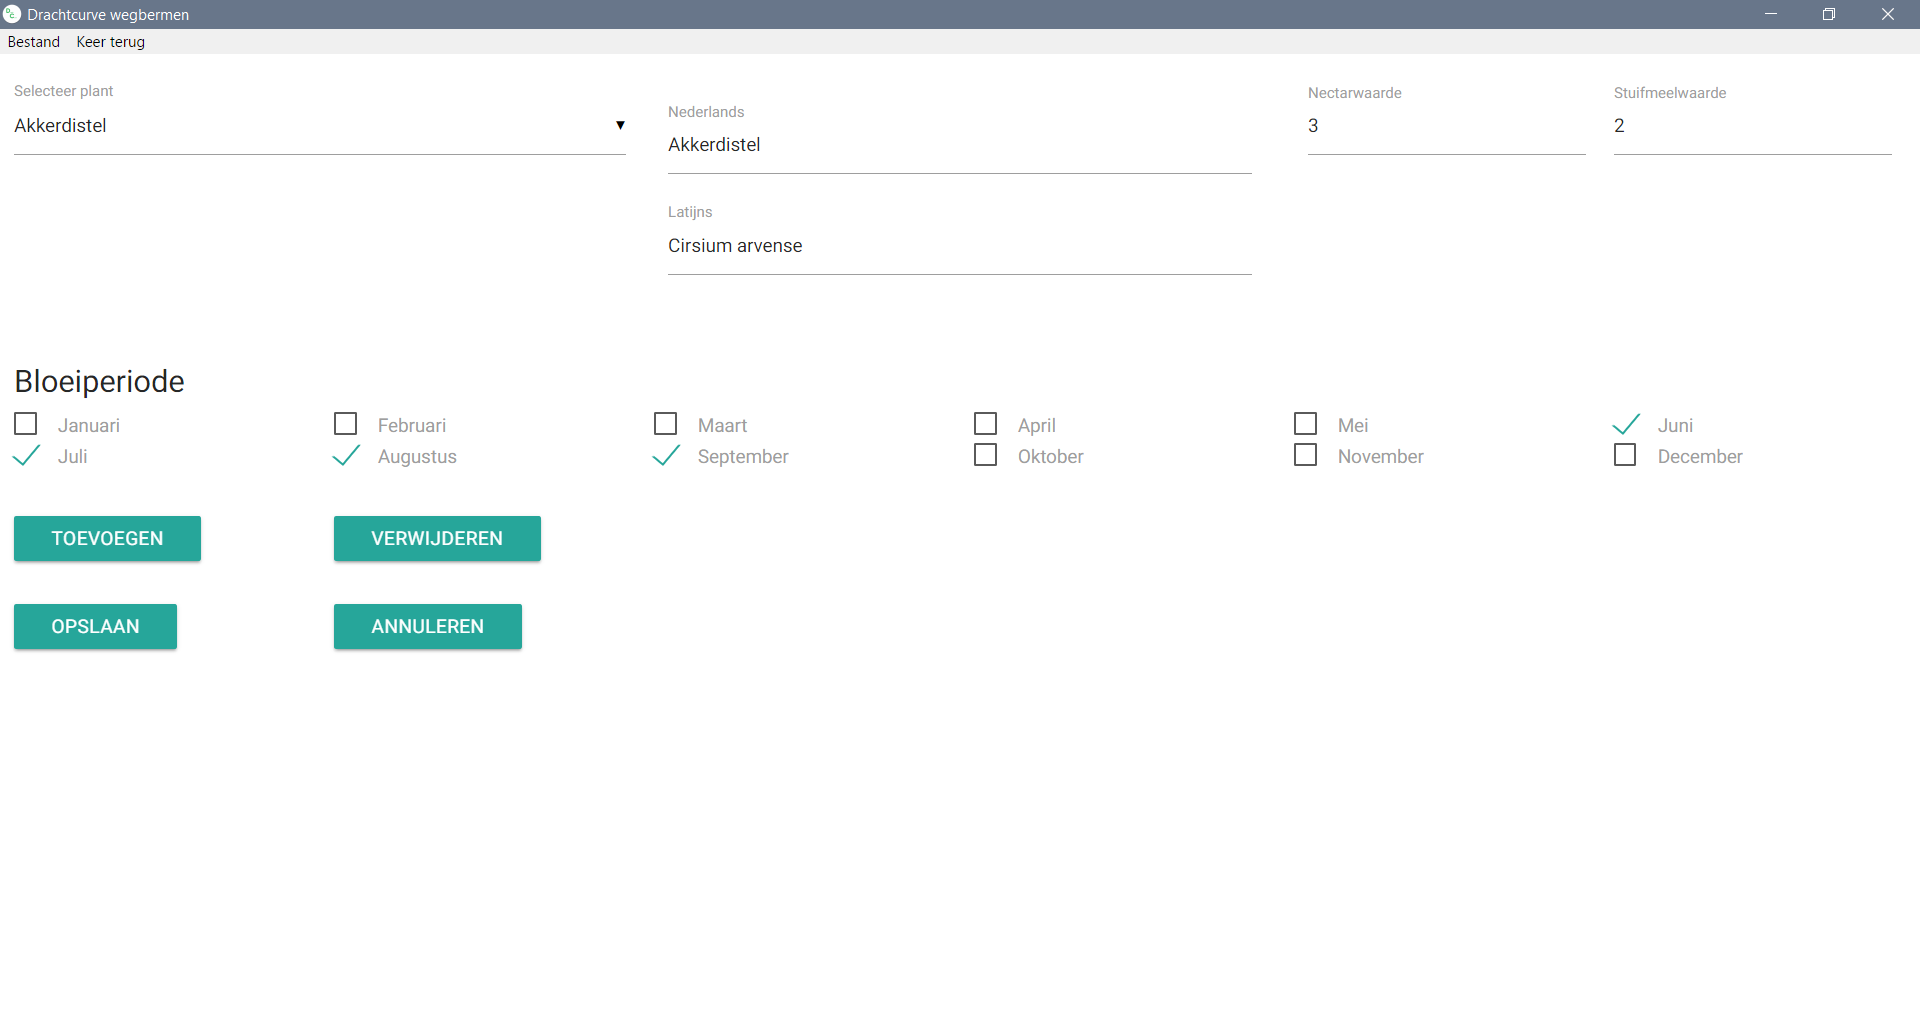 Drachtcurve wegbermen
Bestand Keer terug
Selecteer plant
Akkerdistel
Nederlands
Akkerdistel
Latijns
Cirsium arvense
Nectarwaarde
3
Stuifmeelwaarde
2
Bloeiperiode
Januari Februari Maart April Mei Juni
Juli Augustus September Oktober November December
TOEVOEGEN VERWIJDEREN
OPSLAAN ANNULEREN